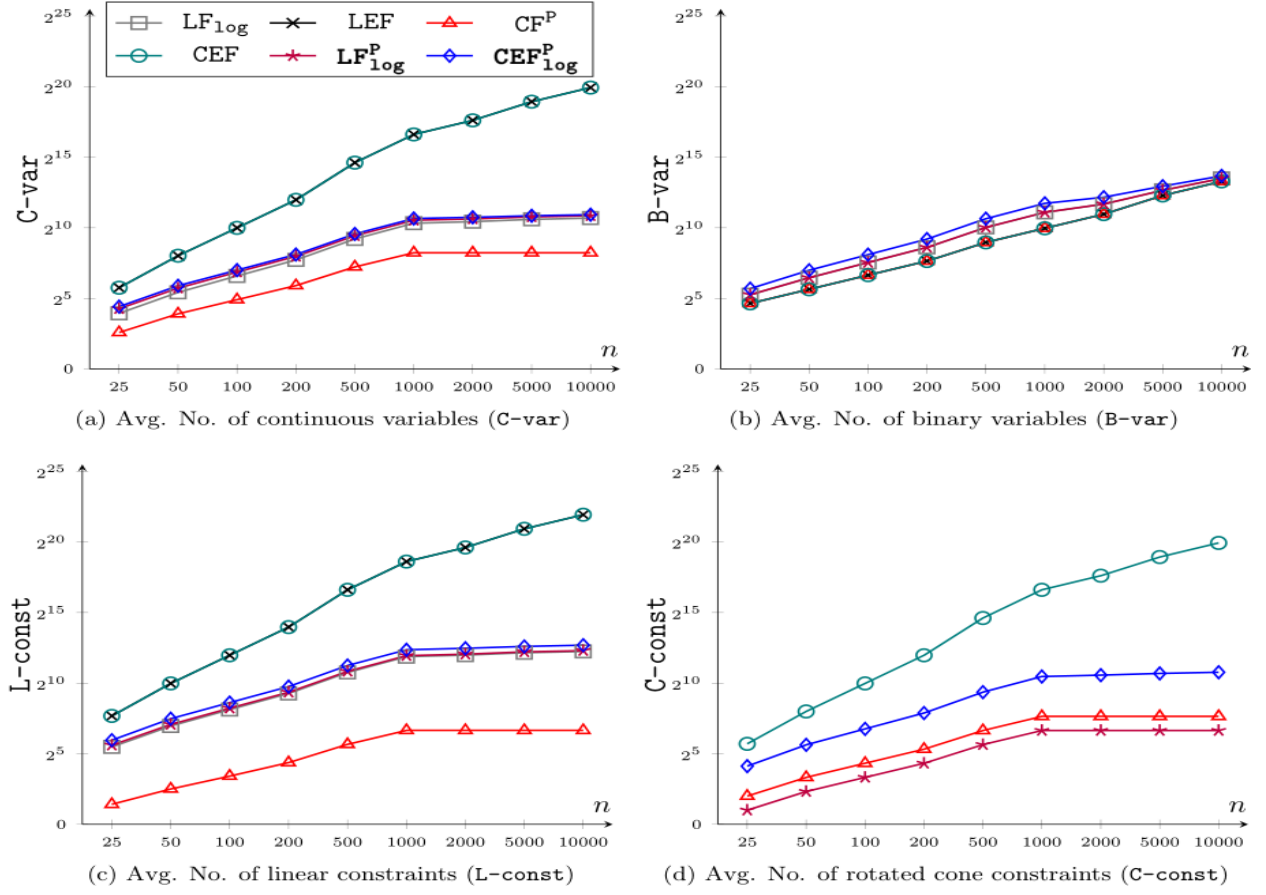 2^25
LF_log LEF CF^P
CEF LF^P_log CEF^P_log
2^20
2^15
2^10
2^5
0
C-var
n
25 50 100 200 500 1000 2000 5000 10000
(a) Avg. No. of continuous variables (C-var)
2^25
2^20
2^15
2^10
2^5
0
B-var
n
25 50 100 200 500 1000 2000 5000 10000
(b) Avg. No. of binary variables (B-var)
2^25
2^20
2^15
2^10
2^5
0
L-const
n
25 50 100 200 500 1000 2000 5000 10000
(c) Avg. No. of linear constraints (L-const)
2^25
2^20
2^15
2^10
2^5
0
C-const
n
25 50 100 200 500 1000 2000 5000 10000
(d) Avg. No. of rotated cone constraints (C-const)